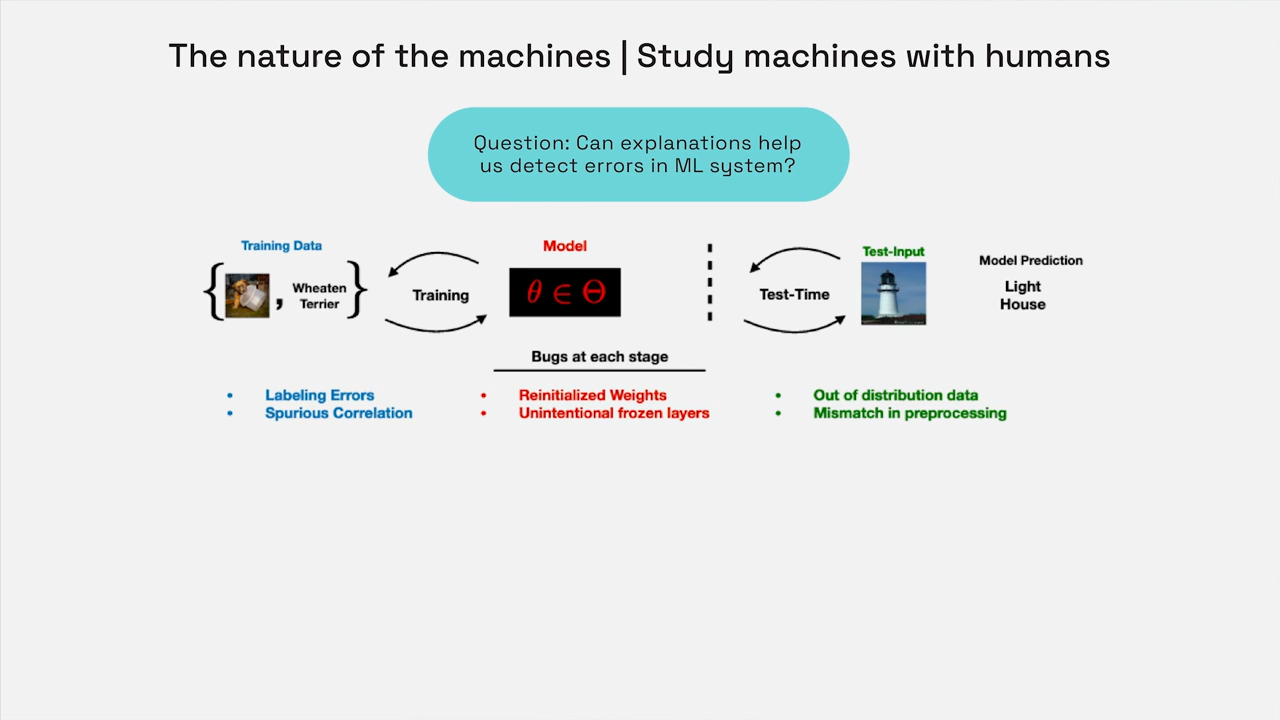 The nature of the machines | Study machines with humans
Question: Can explanations help
us detect errors in ML system?
Training Data
{ , Wheaten
Terrier }
Training
Model
θ ∈ Θ
Test-Time
Test-Input
Model Prediction
Light
House
Bugs at each stage
• Labeling Errors
• Spurious Correlation
• Reinitialized Weights
• Unintentional frozen layers
• Out of distribution data
• Mismatch in preprocessing